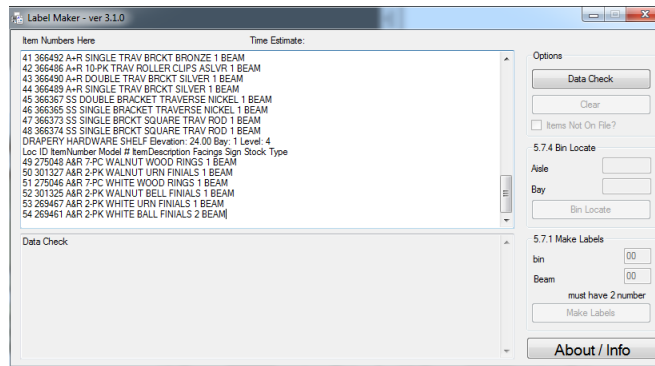 Label Maker - ver 3.1.0
Item Numbers Here
Time Estimate:
41 366492 A+R SINGLE TRAV BRCKT BRONZE 1 BEAM
42 366486 A+R 10-PK TRAV ROLLER CLIPS ASLVR 1 BEAM
43 366490 A+R DOUBLE TRAV BRCKT SILVER 1 BEAM
44 366489 A+R SINGLE TRAV BRCKT SILVER 1 BEAM
45 366367 SS DOUBLE BRACKET TRAVERSE NICKEL 1 BEAM
46 366365 SS SINGLE BRACKET TRAVERSE NICKEL 1 BEAM
47 366373 SS SINGLE BRCKT SQUARE TRAV ROD 1 BEAM
48 366374 SS SINGLE BRCKT SQUARE TRAV ROD 1 BEAM
DRAPERY HARDWARE SHELF Elevation: 24.00 Bay: 1 Level: 4
Loc ID ItemNumber Model # ItemDescription Facings Sign Stock Type
49 275048 A&R 7-PC WALNUT WOOD RINGS 1 BEAM
50 301327 A&R 2-PK WALNUT URN FINIALS 1 BEAM
51 275046 A&R 7-PC WHITE WOOD RINGS 1 BEAM
52 301325 A&R 2-PK WALNUT BELL FINIALS 1 BEAM
53 269467 A&R 2-PK WHITE URN FINIALS 1 BEAM
54 269461 A&R 2-PK WHITE BALL FINIALS 2 BEAM
Data Check
Options
Data Check
Clear
Items Not On File?
5.7.4 Bin Locate
Aisle
Bay
Bin Locate
5.7.1 Make Labels
bin 00
Beam 00
must have 2 number
Make Labels
About / Info